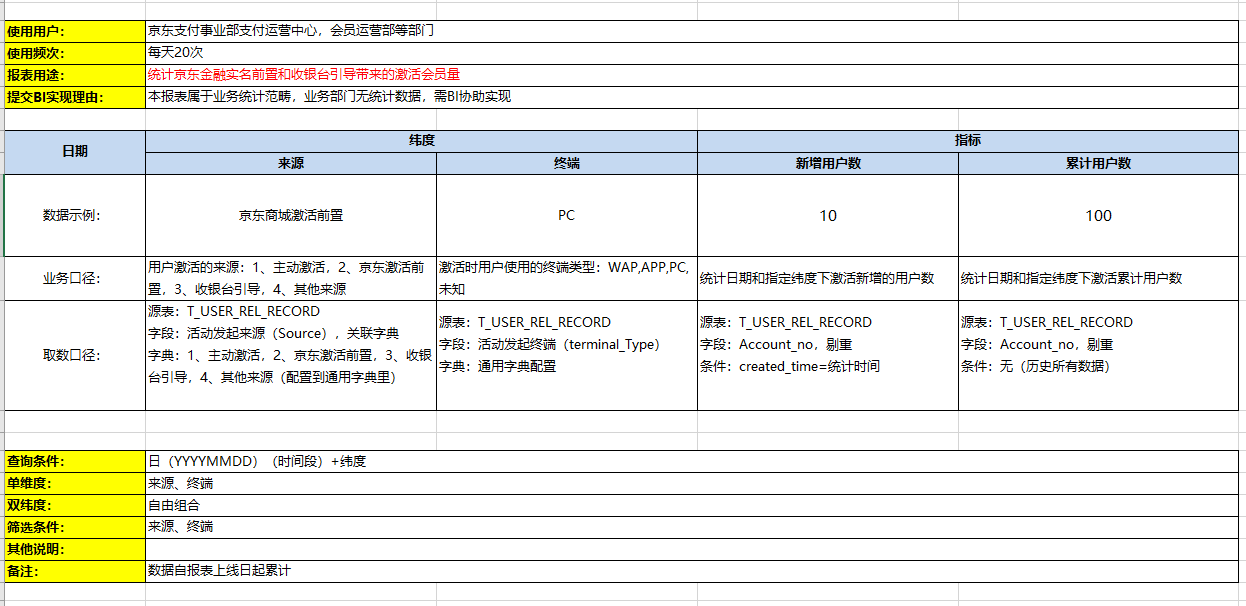 使用用户： 京东支付事业部支付运营中心，会员运营部等部门
使用频次： 每天20次
报表用途： 统计京东金融实名前置和收银台引导带来的激活会员量
提交BI实现理由： 本报表属于业务统计范畴，业务部门无统计数据，需BI协助实现
日期 纬度 指标
来源 终端 新增用户数 累计用户数
数据示例： 京东商城激活前置 PC 10 100
业务口径：
用户激活的来源：1、主动激活，2、京东激活前
置，3、收银台引导，4、其他来源
激活时用户使用的终端类型：WAP,APP,PC,
未知
统计日期和指定纬度下激活新增的用户数
统计日期和指定纬度下激活累计用户数
取数口径：
源表：T_USER_REL_RECORD
字段：活动发起来源（Source），关联字典
字典：1、主动激活，2、京东激活前置，3、收银
台引导，4、其他来源（配置到通用字典里）
源表：T_USER_REL_RECORD
字段：活动发起终端（terminal_Type）
字典：通用字典配置
源表：T_USER_REL_RECORD
字段：Account_no，剔重
条件：created_time=统计时间
源表：T_USER_REL_RECORD
字段：Account_no，剔重
条件：无（历史所有数据）
查询条件： 日（YYYYMMDD）（时间段）+纬度
单维度： 来源、终端
双纬度： 自由组合
筛选条件： 来源、终端
其他说明：
备注： 数据自报表上线日起累计